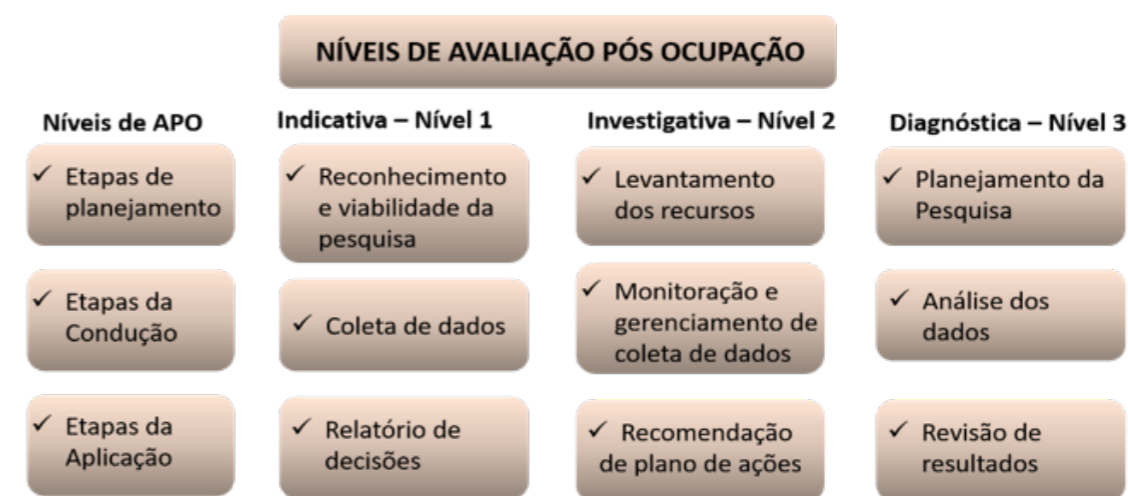 NÍVEIS DE AVALIAÇÃO PÓS OCUPAÇÃO
Níveis de APO
Indicativa – Nível 1
Investigativa – Nível 2
Diagnóstica – Nível 3
✓ Etapas de
planejamento
✓ Reconhecimento
e viabilidade da
pesquisa
✓ Levantamento
dos recursos
✓ Planejamento da
Pesquisa
✓ Etapas da
Condução
✓ Coleta de dados
✓ Monitoração e
gerenciamento de
coleta de dados
✓ Análise dos
dados
✓ Etapas da
Aplicação
✓ Relatório de
decisões
✓ Recomendação
de plano de ações
✓ Revisão de
resultados